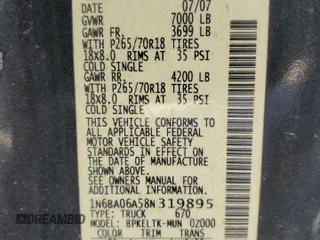 DATE 07/07
GVWR 7000 LB
GAWR FR. 3699 LB
WITH P265/70R18 TIRES
18x8.0 RIMS AT 35 PSI
COLD SINGLE
GAWR RR. 4200 LB
WITH P265/70R18 TIRES
18x8.0 RIMS AT 35 PSI
COLD SINGLE
THIS VEHICLE CONFORMS TO
ALL APPLICABLE FEDERAL
MOTOR VEHICLE SAFETY
STANDARDS IN EFFECT ON
THE DATE OF MANUFACTURE
SHOWN ABOVE.
SEE OWNERS MANUAL FOR
ADDITIONAL INFORMATION
1N6BA06A58N319895
TYPE: TRUCK 670
MODEL: BPKELTK-MUN 02000
COLOR TRIM TRANS
DREAMBID